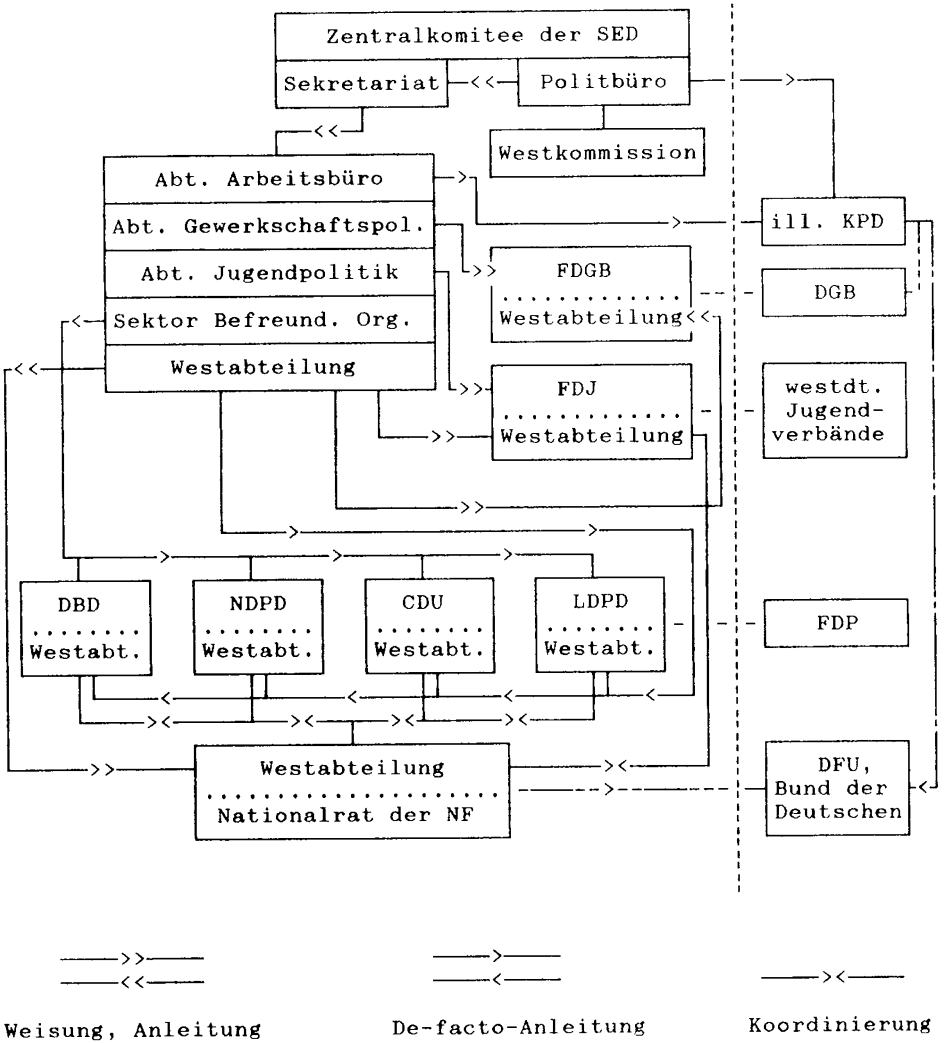 Zentralkomitee der SED
Sekretariat
Politbüro
Westkommission
Abt. Arbeitsbüro
Abt. Gewerkschaftspol.
Abt. Jugendpolitik
Sektor Befreund. Org.
Westabteilung
ill. KPD
FDGB
Westabteilung
DGB
FDJ
Westabteilung
westdt.
Jugend-
verbände
DBD
Westabt.
NDPD
Westabt.
CDU
Westabt.
LDPD
Westabt.
FDP
Westabteilung
Nationalrat der NF
DFU,
Bund der
Deutschen
Weisung, Anleitung
De-facto-Anleitung
Koordinierung